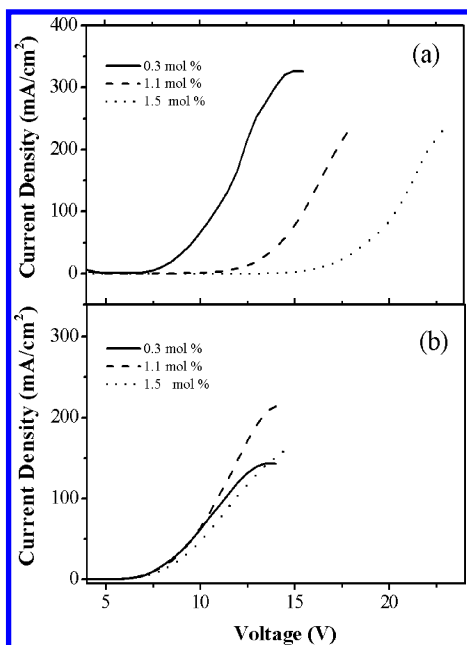 (a)
0.3 mol %
1.1 mol %
1.5 mol %
Current Density (mA/cm²)
400
300
200
100
0
(b)
0.3 mol %
1.1 mol %
1.5 mol %
Current Density (mA/cm²)
300
200
100
0
5 10 15 20
Voltage (V)